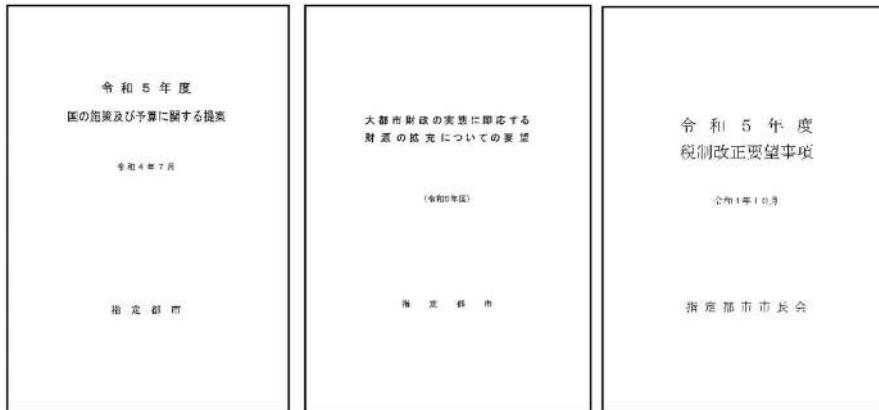 令和5年度
国の施策及び予算に関する提案
令和4年7月
指定都市
大都市財政の実態に即応する
財源の拡充についての要望
(令和5年度)
指定都市
令和5年度
税制改正要望事項
令和4年10月
指定都市市長会